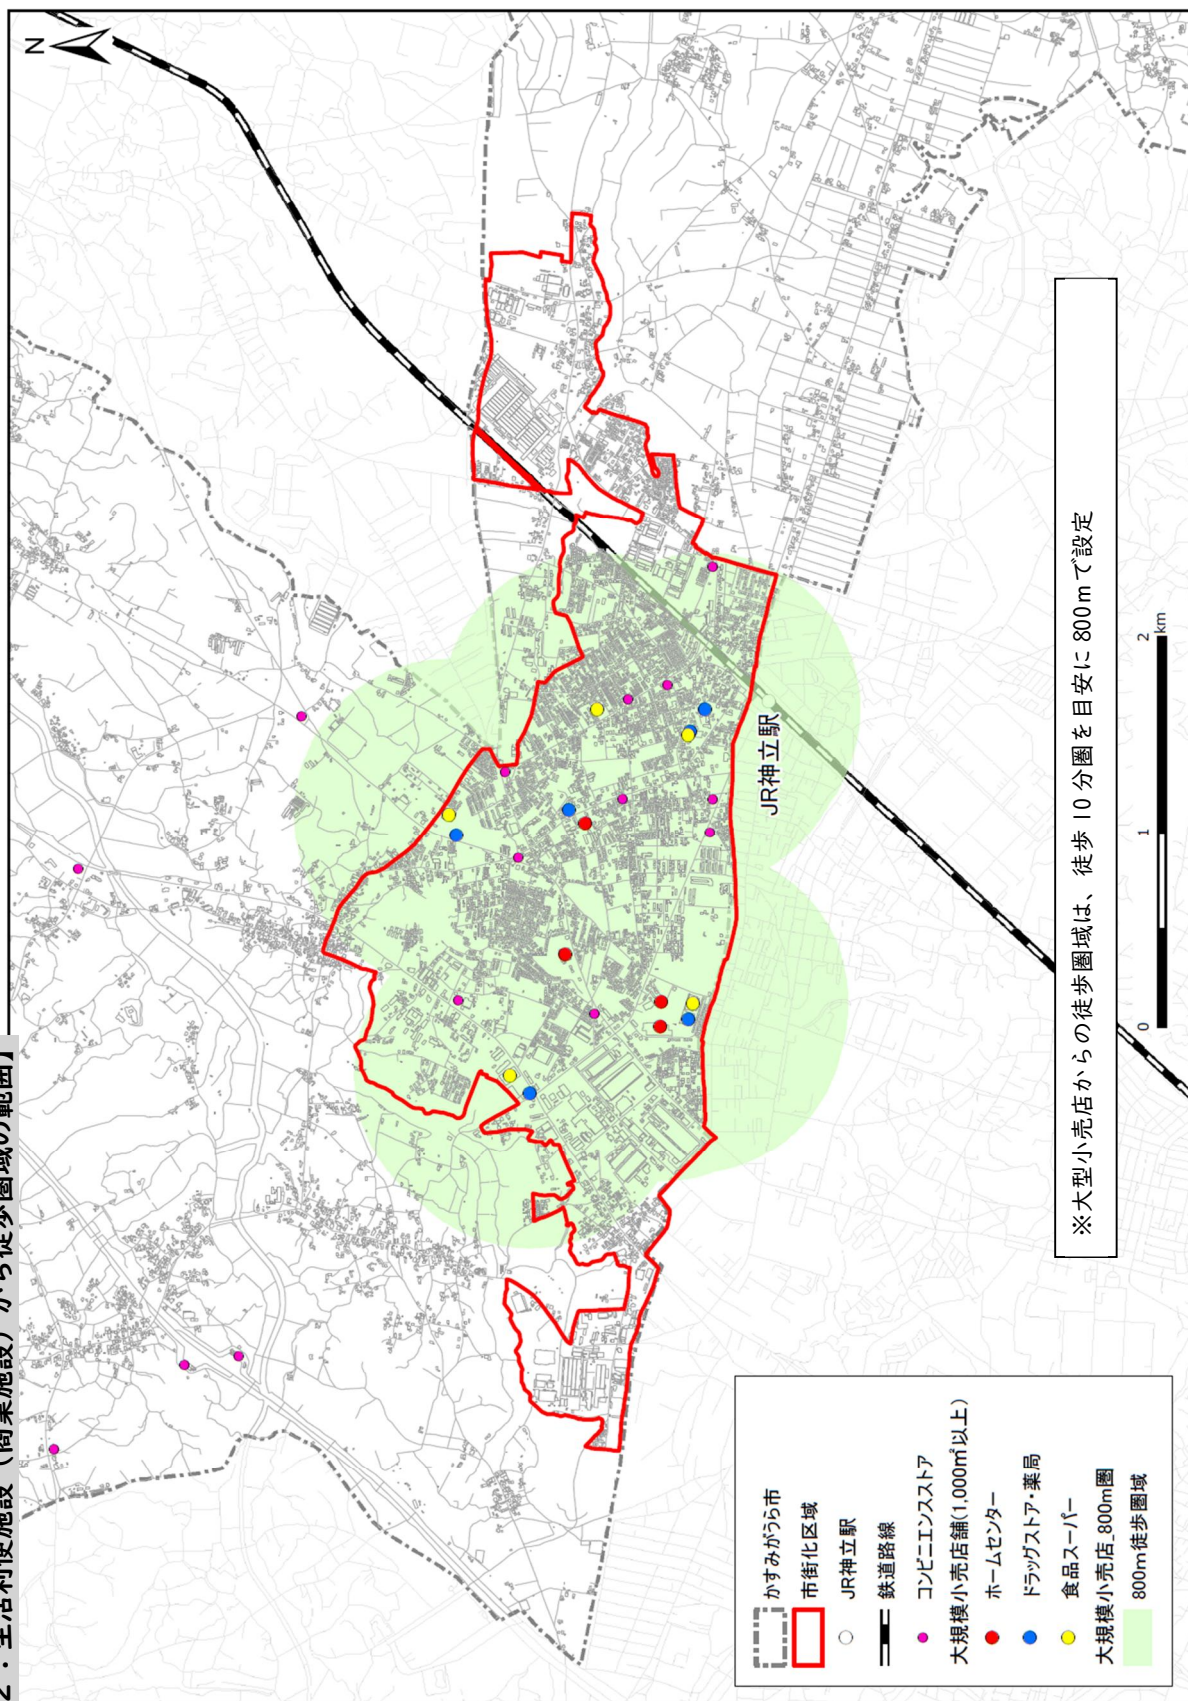 2．生活利便施設（商業施設）から徒歩圏域の範囲】
N
JR神立駅
かすみがうら市
市街化区域
JR神立駅
鉄道路線
コンビニエンスストア
大規模小売店舗(1,000㎡以上)
ホームセンター
ドラッグストア・薬局
食品スーパー
大規模小売店_800m圏
800m徒歩圏域
※大型小売店からの徒歩圏域は、徒歩10分圏を目安に800mで設定
0 1 2
km